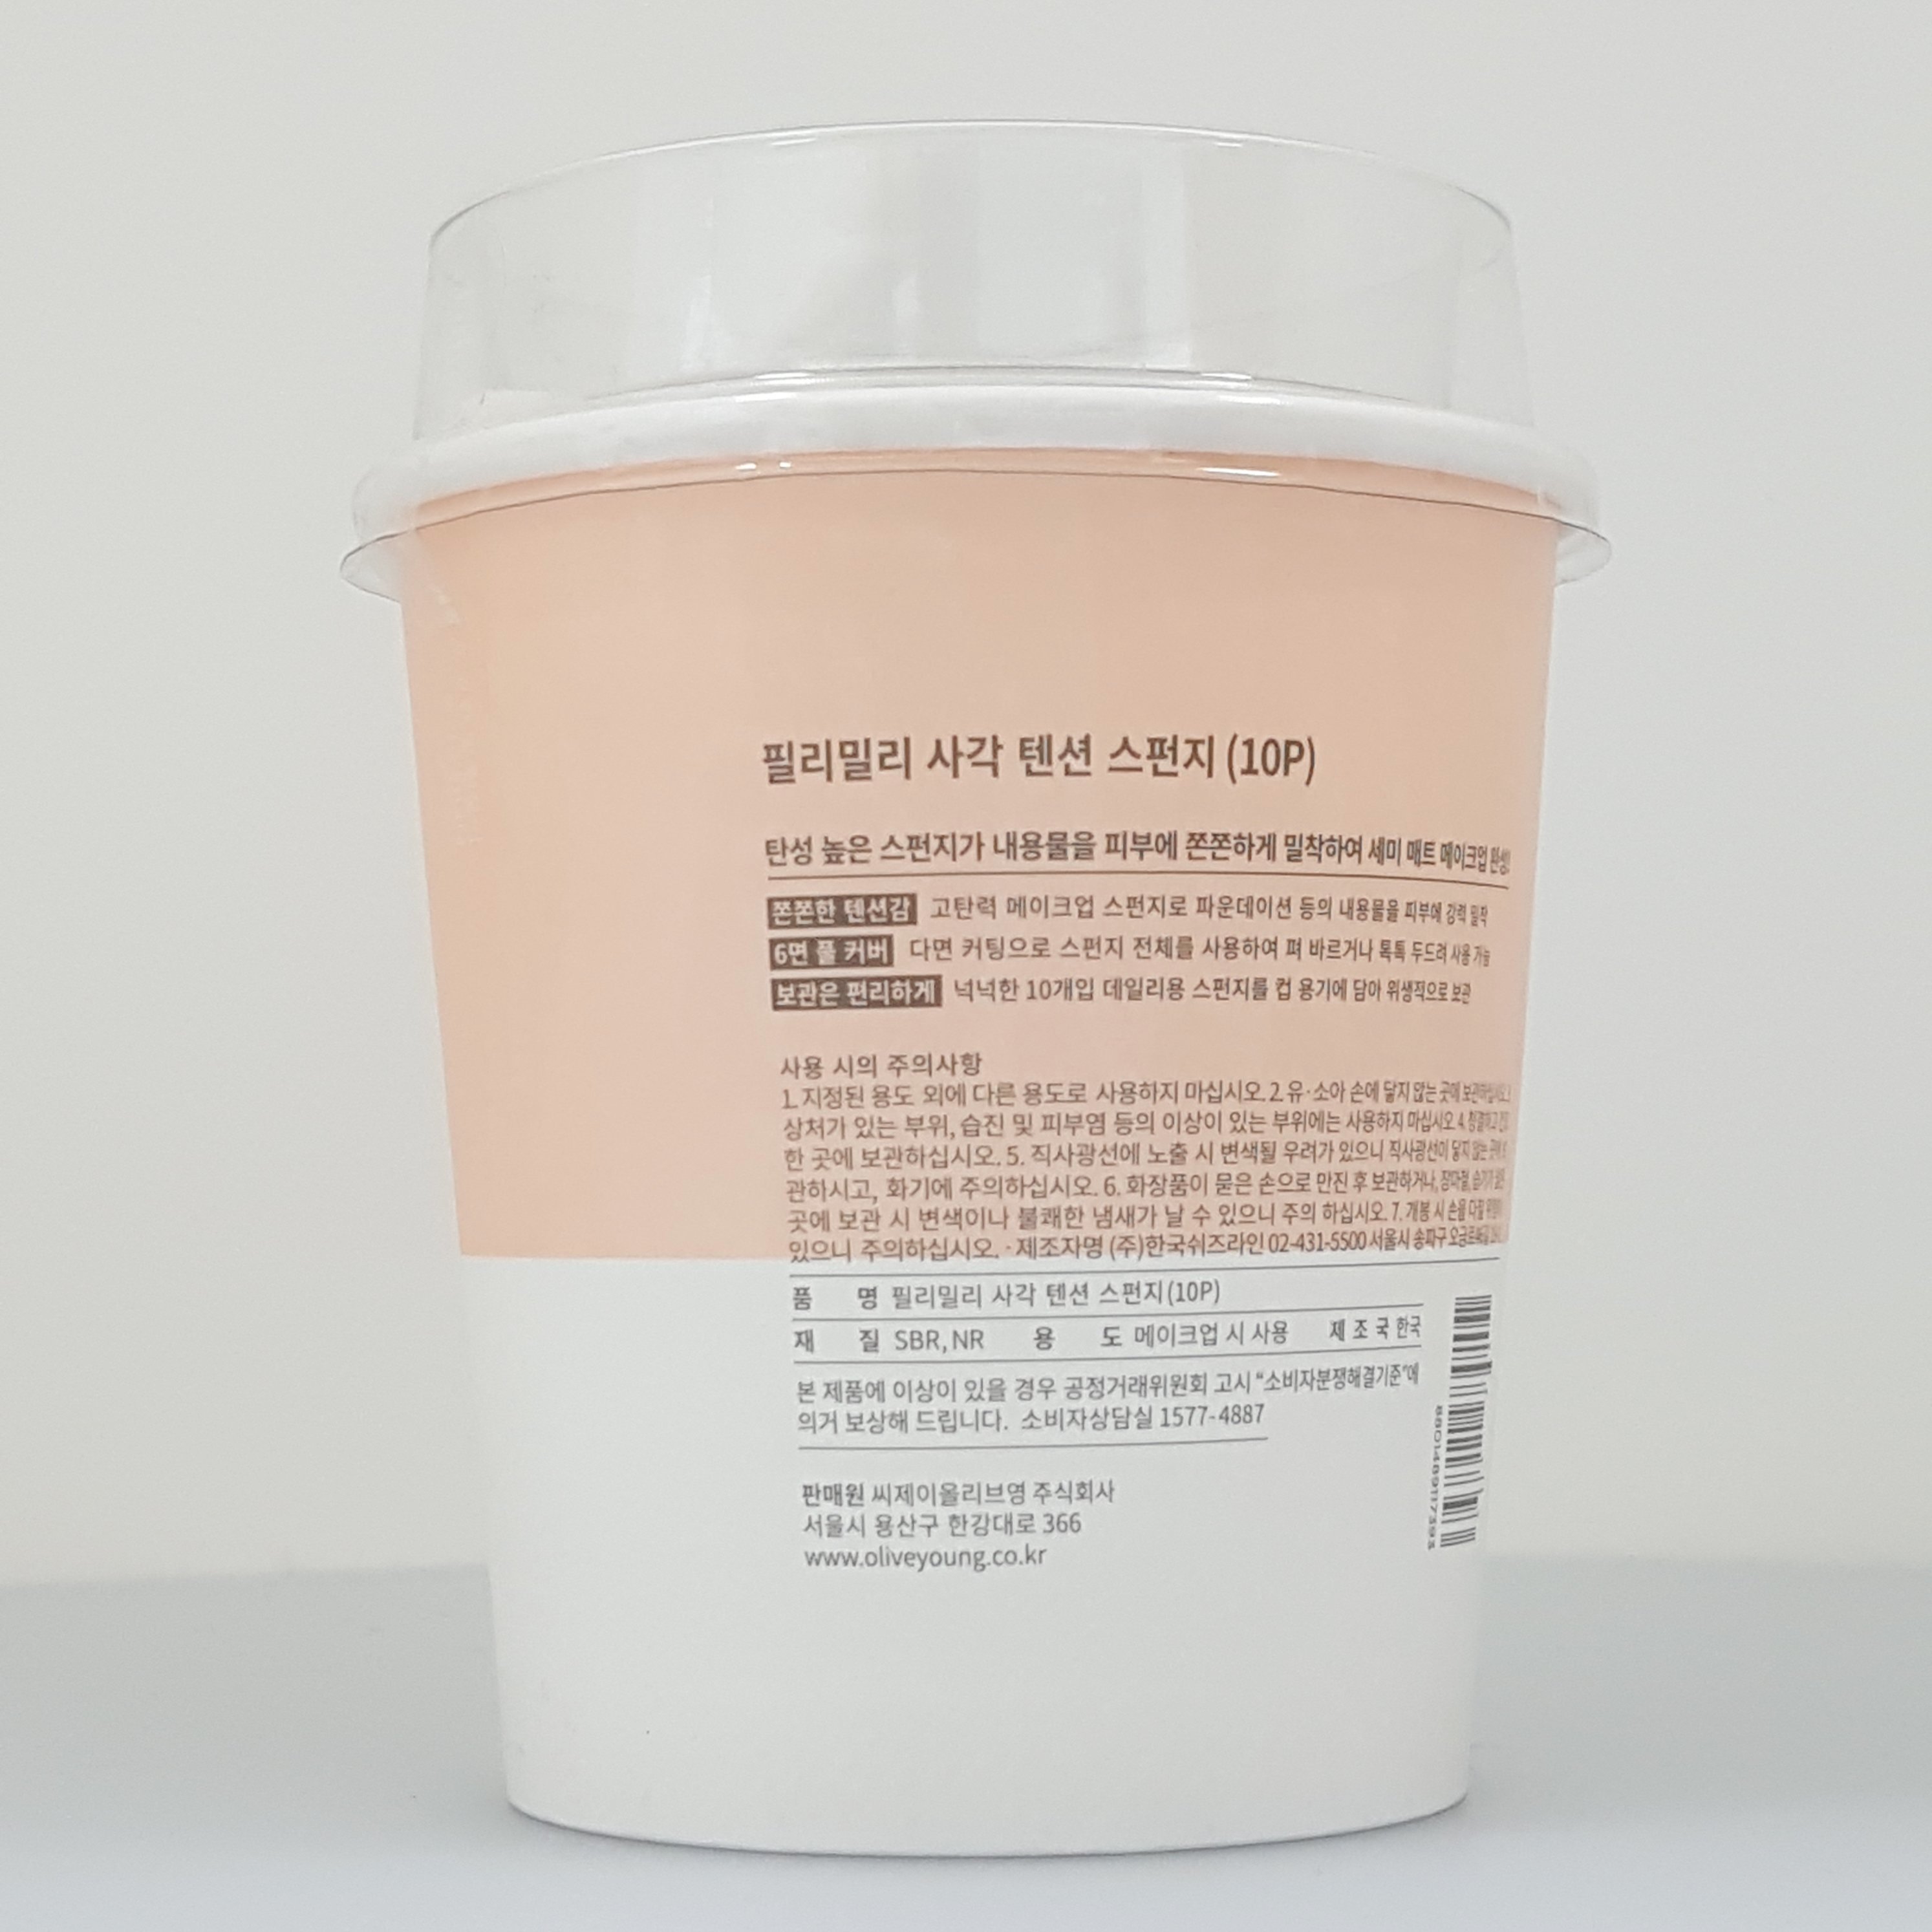 필리밀리 사각 텐션 스펀지 (10P)
탄성 높은 스펀지가 내용물을 피부에 쫀쫀하게 밀착하여 세미 매트 메이크업 완성!
쫀쫀한 텐션감 고탄력 메이크업 스펀지로 파운데이션 등의 내용물을 피부에 강력 밀착
6면 풀 커버 다면 커팅으로 스펀지 전체를 사용하여 펴 바르거나 톡톡 두드려 사용 가능
보관은 편리하게 넉넉한 10개입 데일리용 스펀지를 컵 용기에 담아 위생적으로 보관
사용 시의 주의사항
1. 지정된 용도 외에 다른 용도로 사용하지 마십시오. 2. 유·소아 손에 닿지 않는 곳에 보관하십시오.
상처가 있는 부위, 습진 및 피부염 등의 이상이 있는 부위에는 사용하지 마십시오. 4. 청결하고
한 곳에 보관하십시오. 5. 직사광선에 노출 시 변색될 우려가 있으니 직사광선이 닿지 않는
관하시고, 화기에 주의하십시오. 6. 화장품이 묻은 손으로 만진 후 보관하거나, 장마철, 습기가
곳에 보관 시 변색이나 불쾌한 냄새가 날 수 있으니 주의 하십시오. 7. 개봉 시 손을 다칠
있으니 주의하십시오. · 제조자명 (주)한국쉬즈라인 02-431-5500 서울시 송파구
품 명 필리밀리 사각 텐션 스펀지(10P)
재 질 SBR, NR 용 도 메이크업 시 사용 제 조 국 한국
본 제품에 이상이 있을 경우 공정거래위원회 고시 “소비자분쟁해결기준”에
의거 보상해 드립니다. 소비자상담실 1577-4887
판매원 씨제이올리브영 주식회사
서울시 용산구 한강대로 366
www.oliveyoung.co.kr